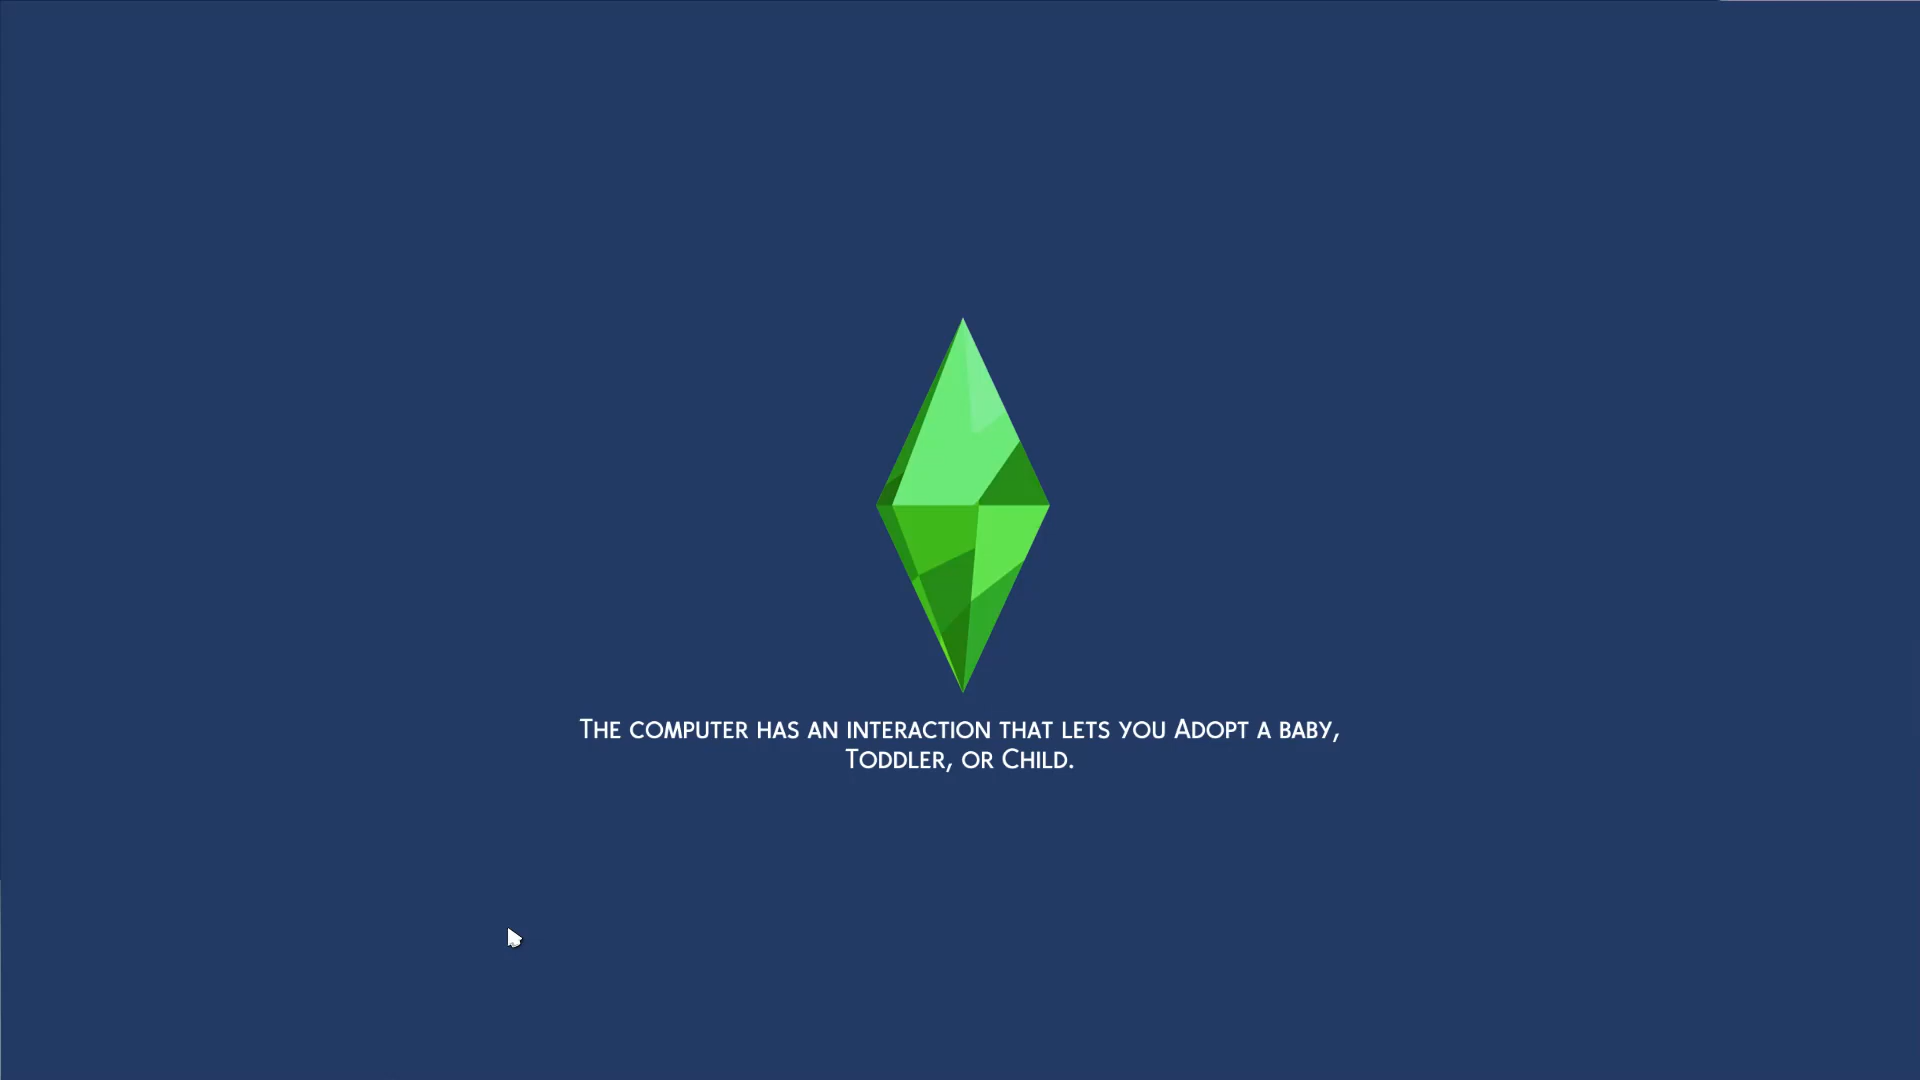 The computer has an interaction that lets you Adopt a baby,
Toddler, or Child.